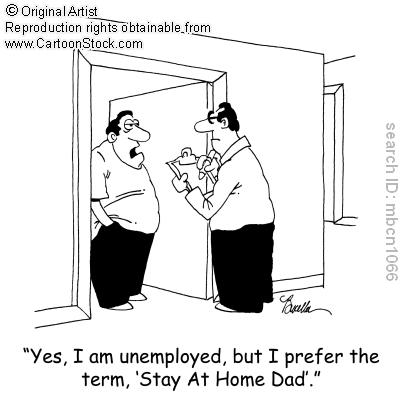 © Original Artist
Reproduction rights obtainable from
www.CartoonStock.com
search ID: mbcn1066
“Yes, I am unemployed, but I prefer the
term, ‘Stay At Home Dad’.”